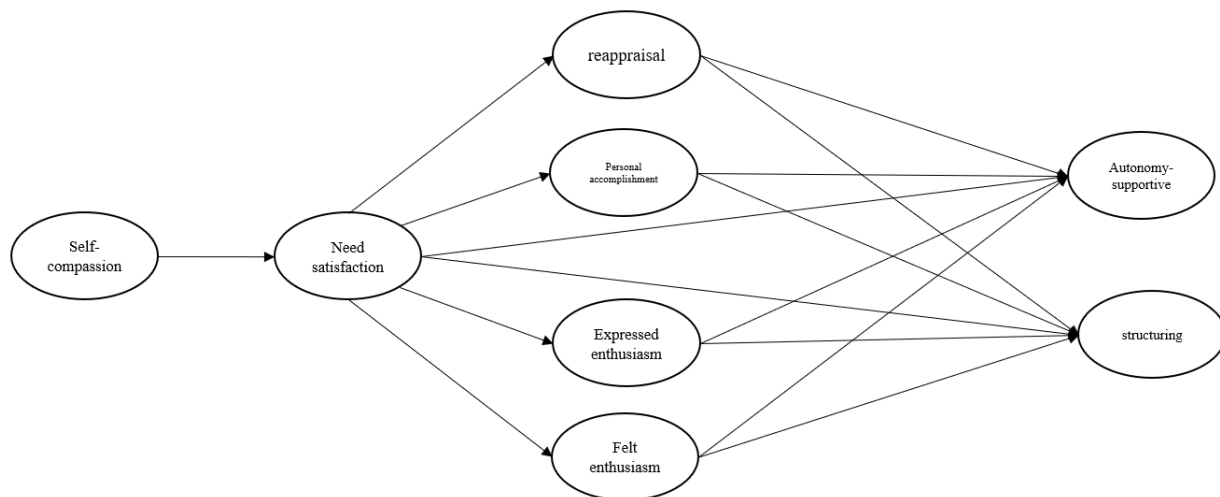 reappraisal
Personal
accomplishment
Autonomy-
supportive
Self-
compassion
Need
satisfaction
Expressed
enthusiasm
structuring
Felt
enthusiasm